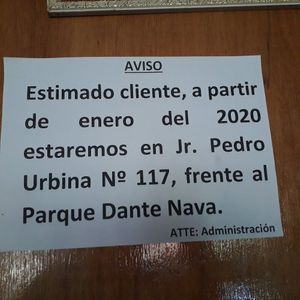 AVISO
Estimado cliente, a partir
de enero del 2020
estaremos en Jr. Pedro
Urbina Nº 117, frente al
Parque Dante Nava.
ATTE: Administración